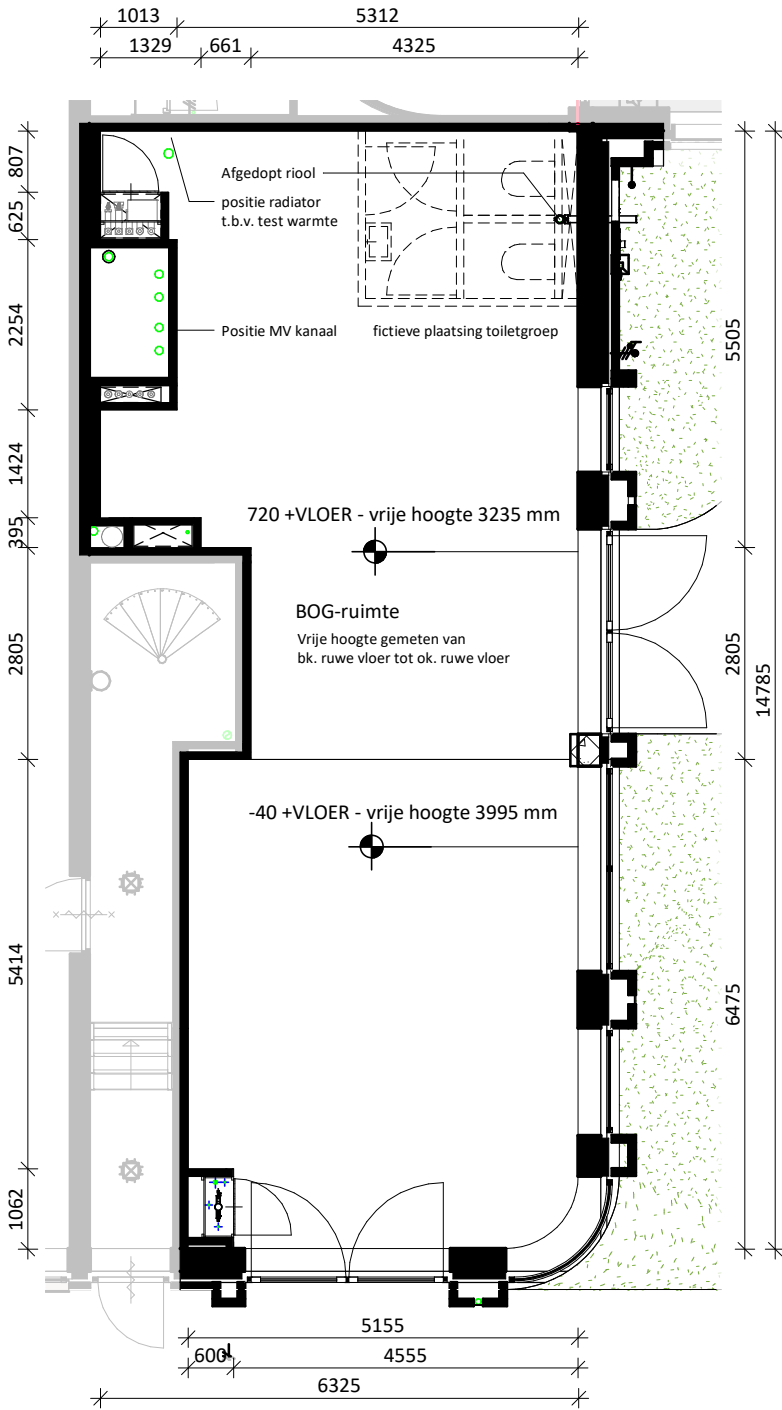 1013
5312
1329
661
4325
807
625
2254
1424
395
2805
5414
1062
Afgedopt riool
positie radiator
t.b.v. test warmte
Positie MV kanaal
fictieve plaatsing toiletgroep
720 +VLOER - vrije hoogte 3235 mm
BOG-ruimte
Vrije hoogte gemeten van
bk. ruwe vloer tot ok. ruwe vloer
-40 +VLOER - vrije hoogte 3995 mm
5505
2805
14785
6475
5155
600
4555
6325